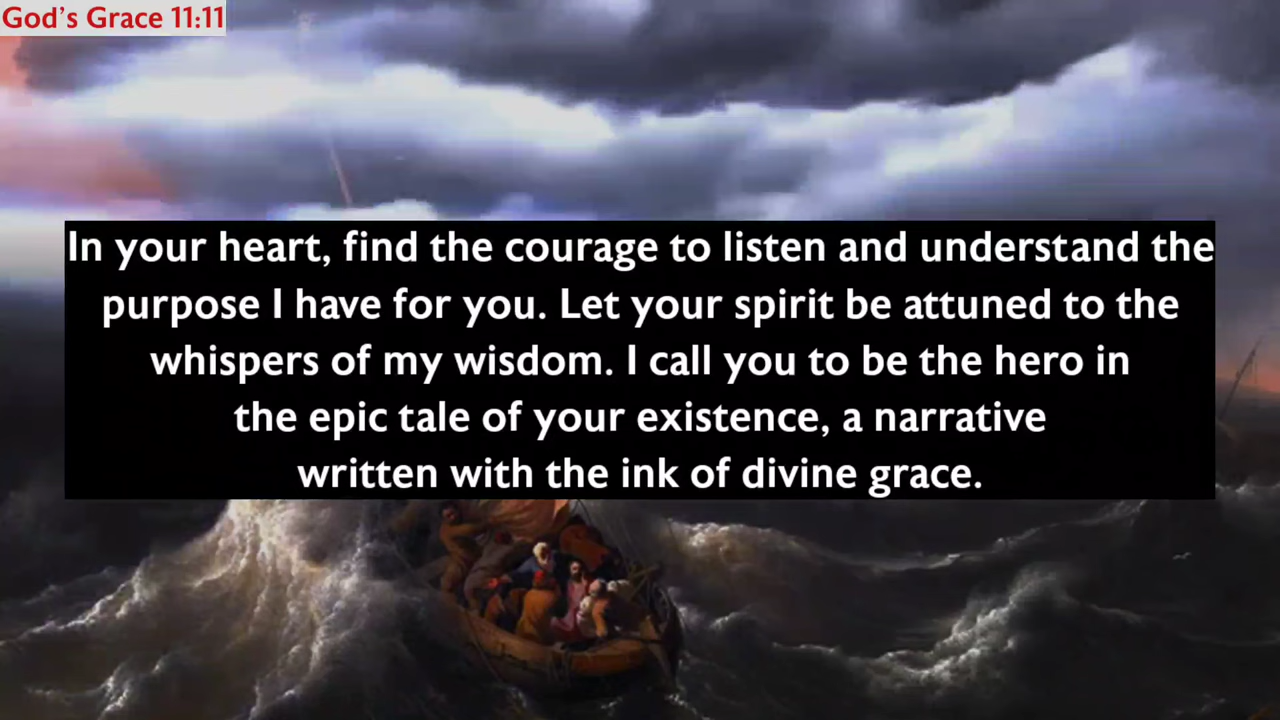 God's Grace 11:11
In your heart, find the courage to listen and understand the
purpose I have for you. Let your spirit be attuned to the
whispers of my wisdom. I call you to be the hero in
the epic tale of your existence, a narrative
written with the ink of divine grace.